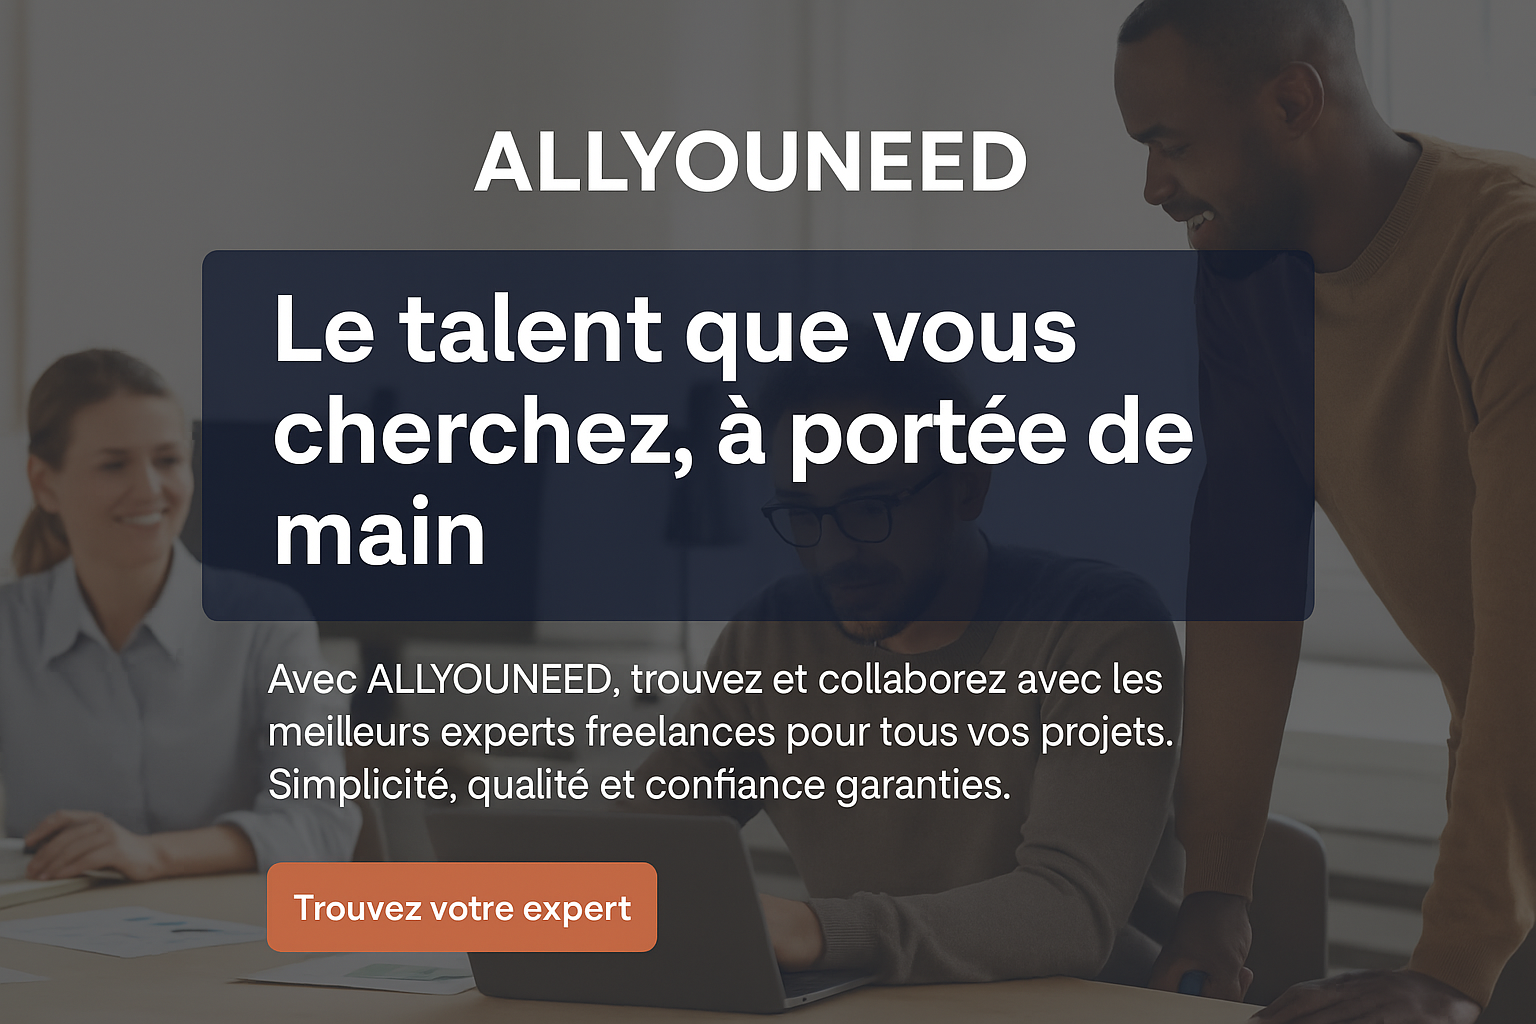 ALLYOUNEED
Le talent que vous
cherchez, à portée de
main
Avec ALLYOUNEED, trouvez et collaborez avec les
meilleurs experts freelances pour tous vos projets.
Simplicité, qualité et confiance garanties.
Trouvez votre expert